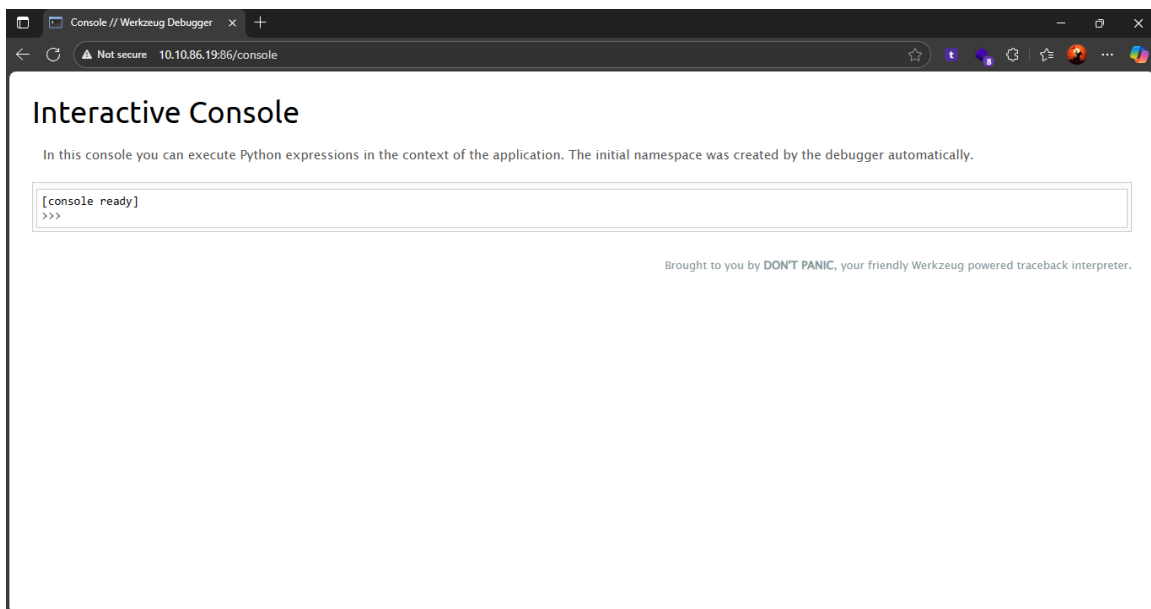 Console // Werkzeug Debugger
Not secure 10.10.86.19:86/console
t
8
Interactive Console
In this console you can execute Python expressions in the context of the application. The initial namespace was created by the debugger automatically.
[console ready]
>>>
Brought to you by DON'T PANIC, your friendly Werkzeug powered traceback interpreter.